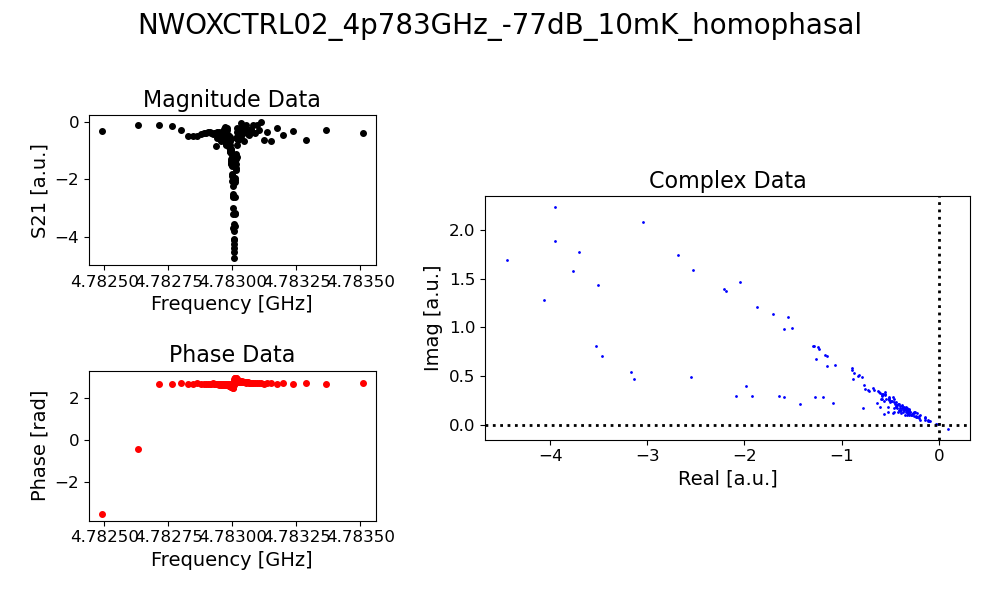 NWOXCTRL02_4p783GHz_-77dB_10mK_homophasal
Magnitude Data
S21 [a.u.]
0
−2
−4
4.78250 4.78275 4.78300 4.78325 4.78350
Frequency [GHz]
Phase Data
Phase [rad]
2
0
−2
4.78250 4.78275 4.78300 4.78325 4.78350
Frequency [GHz]
Complex Data
Imag [a.u.]
2.0
1.5
1.0
0.5
0.0
−4 −3 −2 −1 0
Real [a.u.]